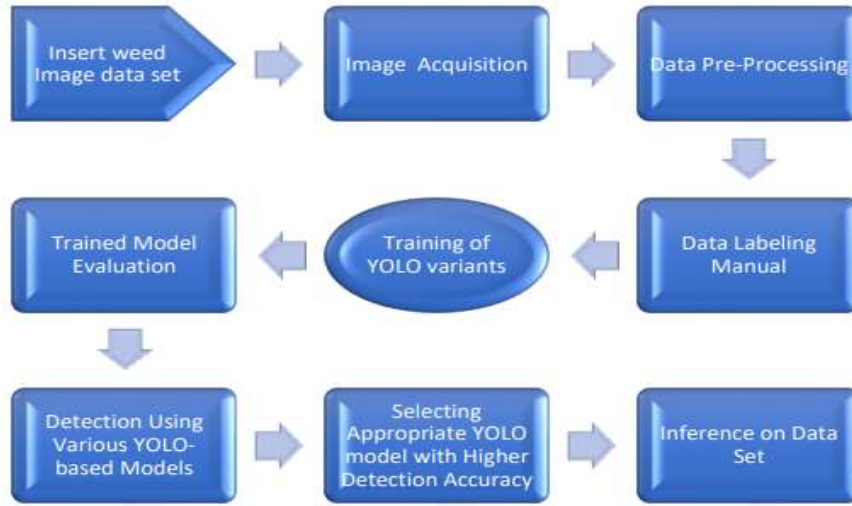 Insert weed
Image data set
Image Acquisition
Data Pre-Processing
Data Labeling
Manual
Training of
YOLO variants
Trained Model
Evaluation
Detection Using
Various YOLO-
based Models
Selecting
Appropriate YOLO
model with Higher
Detection Accuracy
Inference on Data
Set